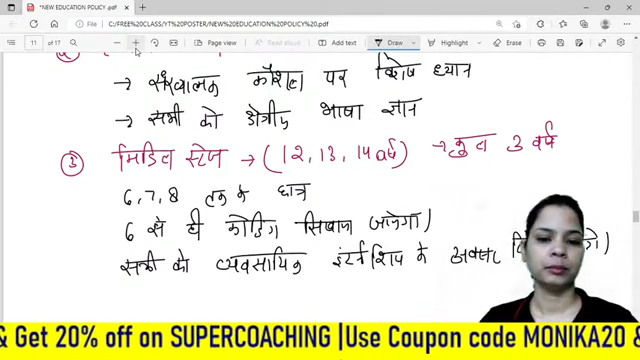 *NEW EDUCATION POLICY.pdf
C:/FREE%20CLASS/YT%20POSTER/NEW%20EDUCATION%20POLICY%20.pdf
11 of 17 Page view Read aloud Add text Draw Highlight Erase
→ संख्यात्मक कौशल पर विशेष ध्यान
→ सभी को क्षेत्रीय भाषा ज्ञान
③ मिडिल स्टेज → (12, 13, 14 वर्ष) → कुल 3 वर्ष
6, 7, 8 तक के छात्र
6 से ही कोडिंग सिखाया जायेगा।
सभी को व्यवसायिक इंटर्नशिप के अवसर
& Get 20% off on SUPERCOACHING | Use Coupon code MONIKA20 &